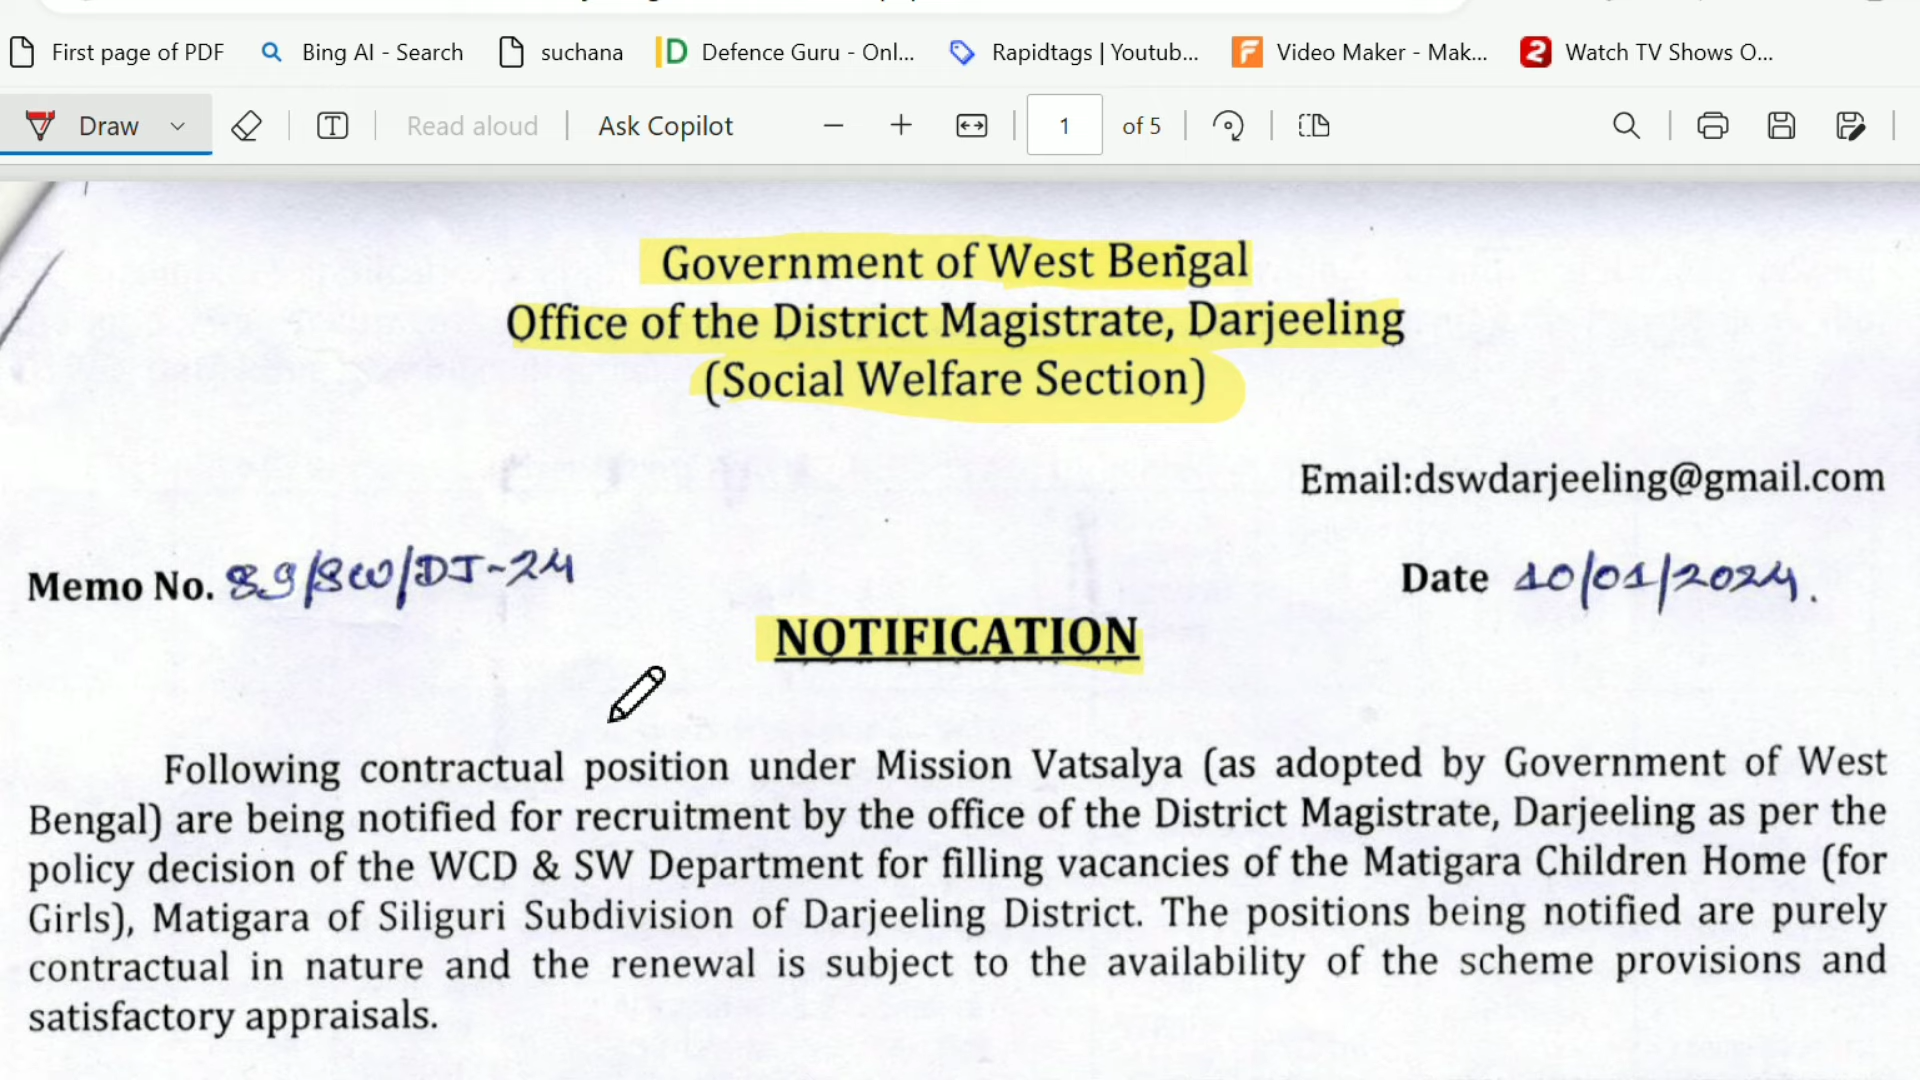 First page of PDF Bing AI - Search suchana Defence Guru - Onl... Rapidtags | Youtub... Video Maker - Mak... Watch TV Shows O...
Draw Read aloud Ask Copilot 1 of 5
Government of West Bengal
Office of the District Magistrate, Darjeeling
(Social Welfare Section)
Email:dswdarjeeling@gmail.com
Memo No. 89/SW/DJ-24 Date 10/01/2024.
NOTIFICATION
Following contractual position under Mission Vatsalya (as adopted by Government of West
Bengal) are being notified for recruitment by the office of the District Magistrate, Darjeeling as per the
policy decision of the WCD & SW Department for filling vacancies of the Matigara Children Home (for
Girls), Matigara of Siliguri Subdivision of Darjeeling District. The positions being notified are purely
contractual in nature and the renewal is subject to the availability of the scheme provisions and
satisfactory appraisals.